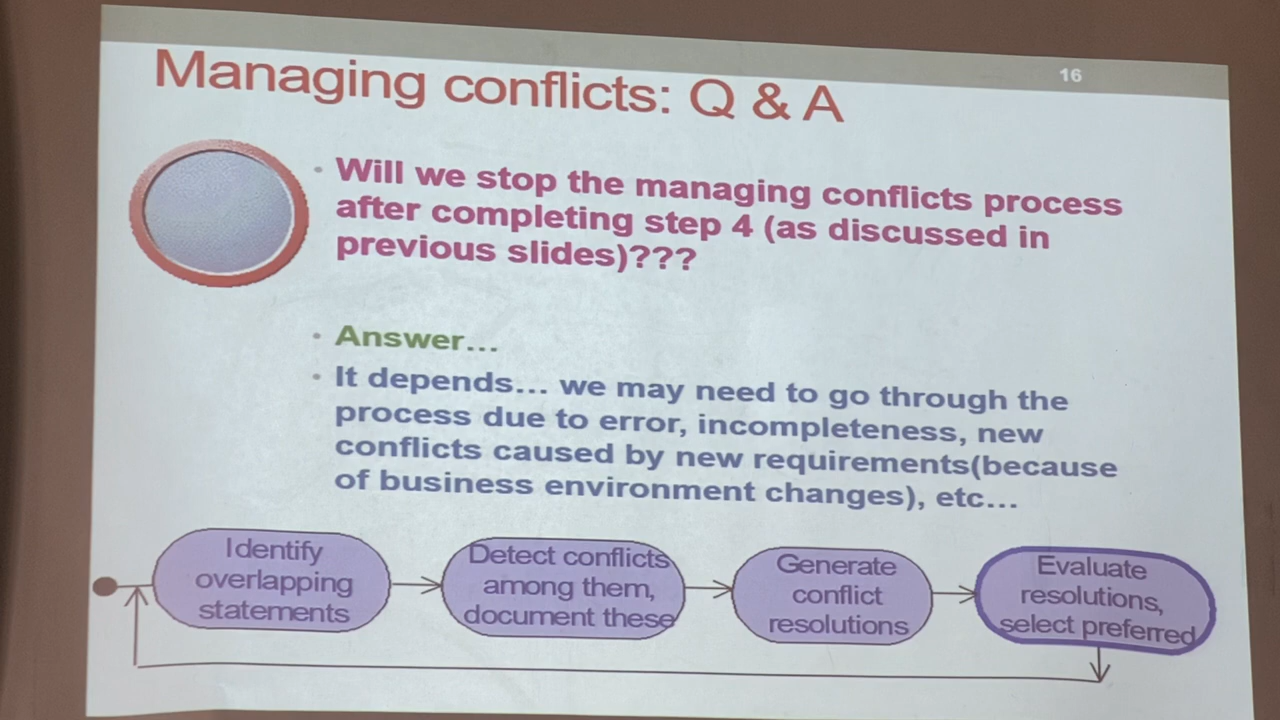 16
Managing conflicts: Q & A
• Will we stop the managing conflicts process
after completing step 4 (as discussed in
previous slides)???
• Answer…
• It depends… we may need to go through the
process due to error, incompleteness, new
conflicts caused by new requirements(because
of business environment changes), etc…
Identify
overlapping
statements
Detect conflicts
among them,
document these
Generate
conflict
resolutions
Evaluate
resolutions,
select preferred